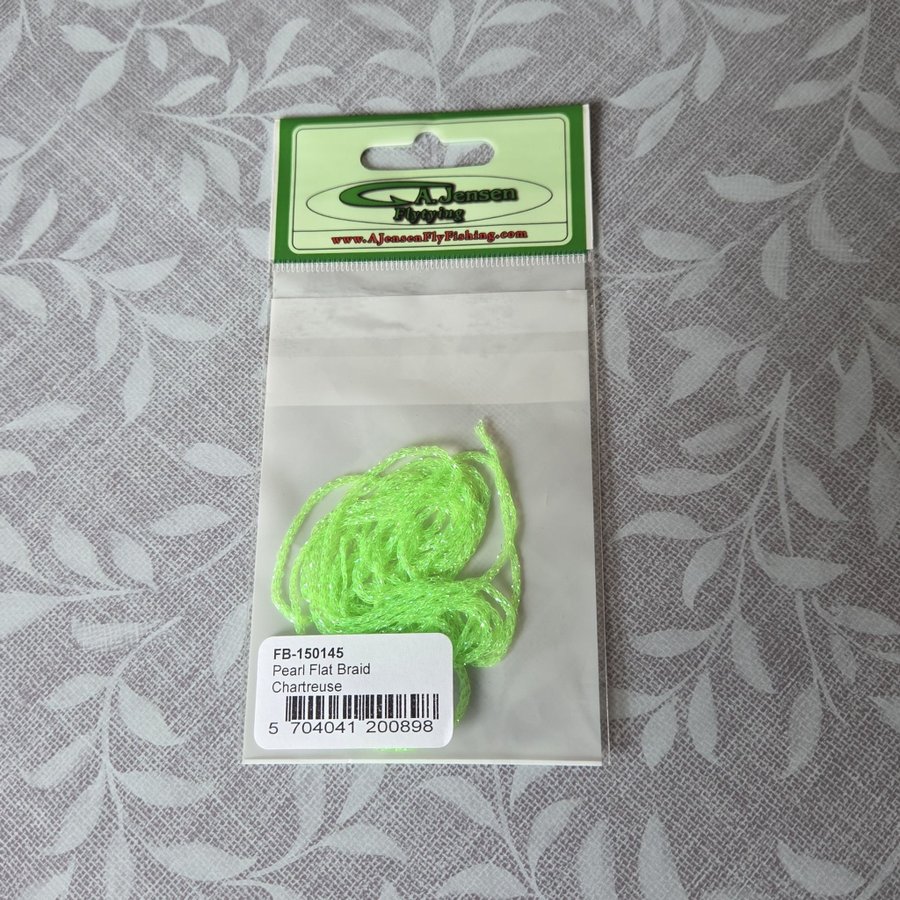 A. Jensen
Flytying
www.AJensenFlyFishing.com
FB-150145
Pearl Flat Braid
Chartreuse
5 704041 200898